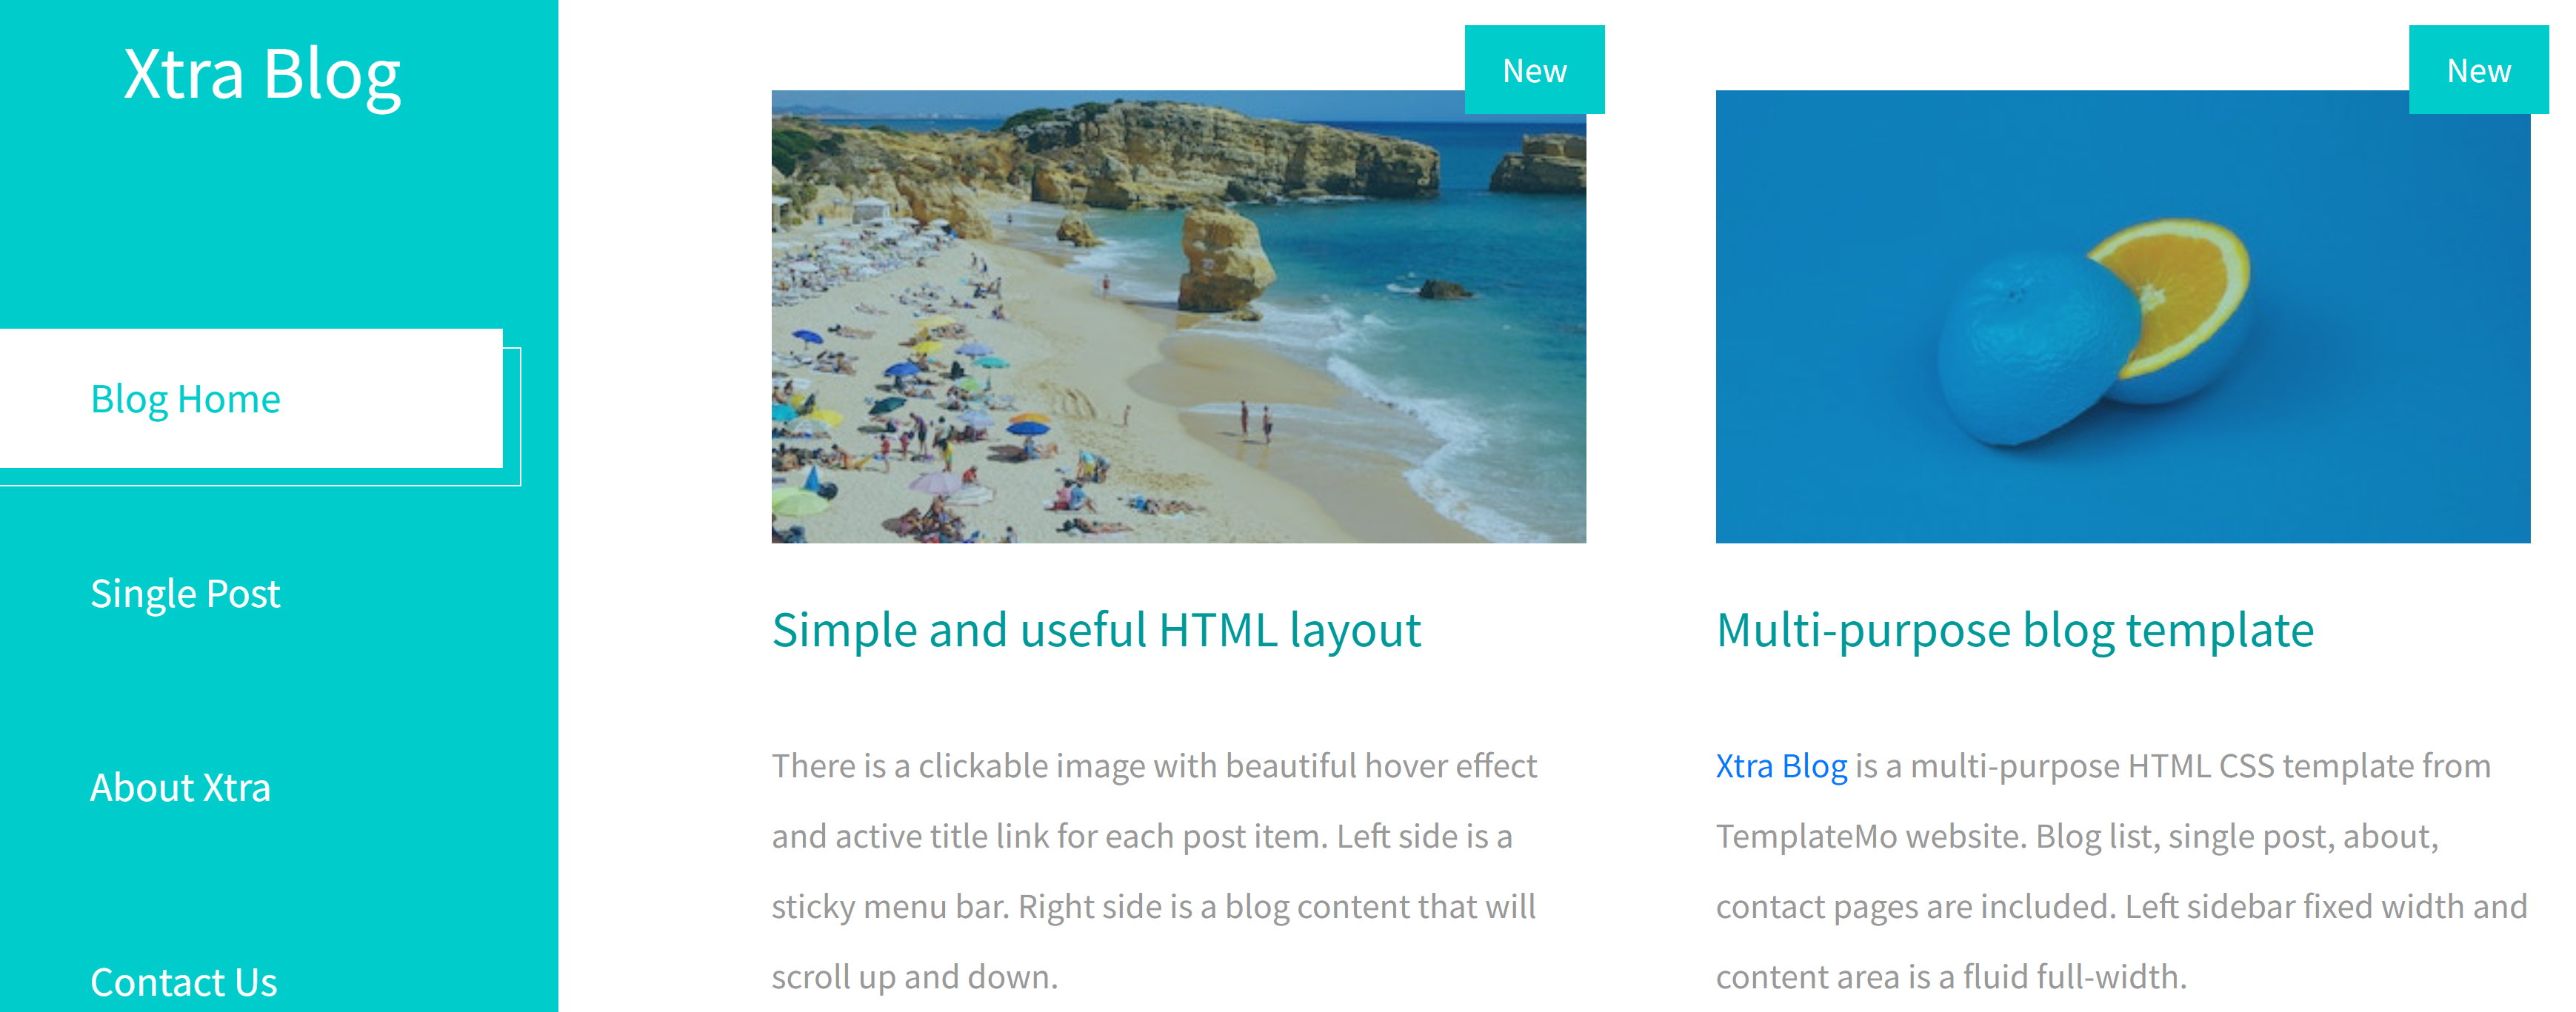 Xtra Blog
Blog Home
Single Post
About Xtra
Contact Us
New
Simple and useful HTML layout
There is a clickable image with beautiful hover effect
and active title link for each post item. Left side is a
sticky menu bar. Right side is a blog content that will
scroll up and down.
New
Multi-purpose blog template
Xtra Blog is a multi-purpose HTML CSS template from
TemplateMo website. Blog list, single post, about,
contact pages are included. Left sidebar fixed width and
content area is a fluid full-width.